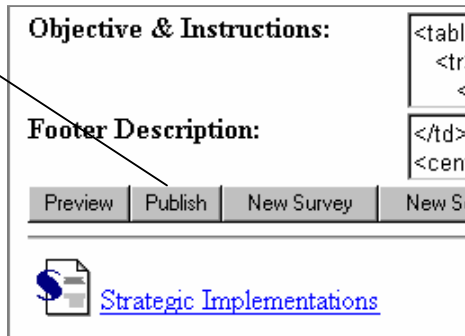 Objective & Instructions:
<tabl
<tr
<
Footer Description:
</td>
<cen
Preview Publish New Survey New S
Strategic Implementations